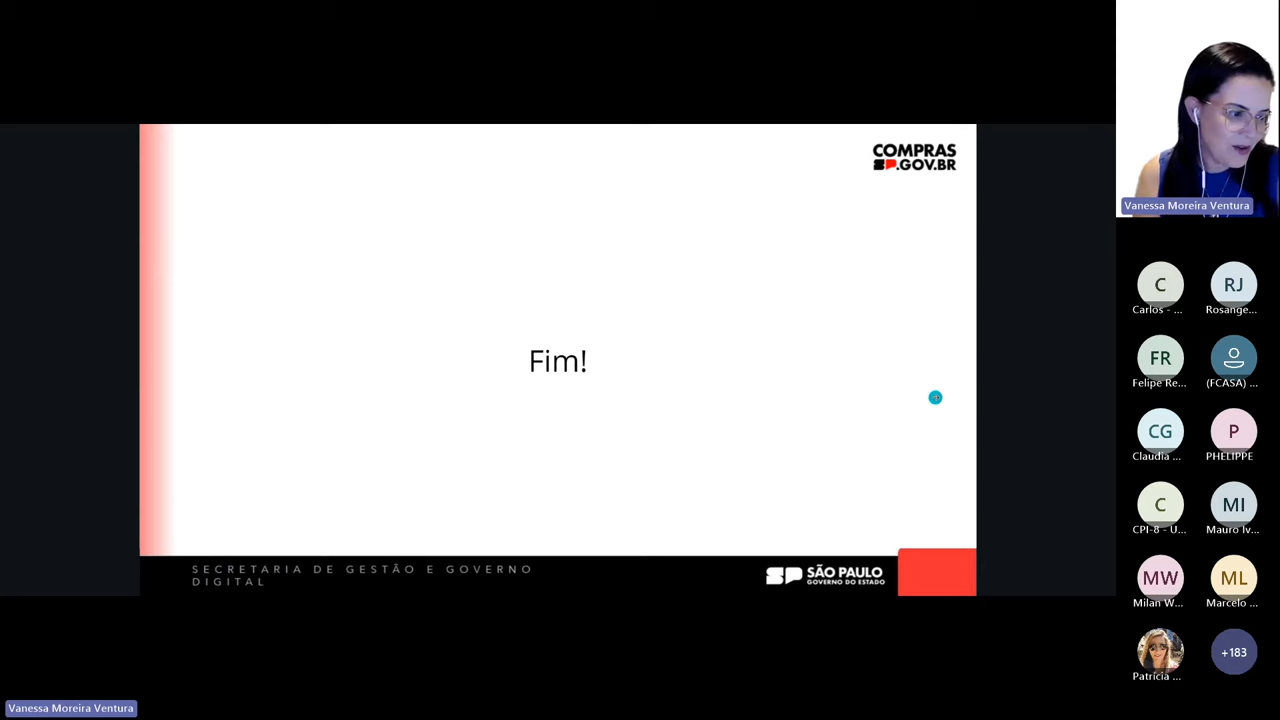 COMPRAS
SP.GOV.BR
Vanessa Moreira Ventura
C
RJ
Carlos - ...
Rosange...
FR
Felipe Re...
(FCASA) ...
CG
P
Claudia ...
PHELIPPE
C
MI
CPI-8 - U...
Mauro Iv...
MW
ML
Milan W...
Marcelo ...
+183
Patrícia ...
Fim!
SECRETARIA DE GESTÃO E GOVERNO
DIGITAL
SP SÃO PAULO
GOVERNO DO ESTADO
Vanessa Moreira Ventura